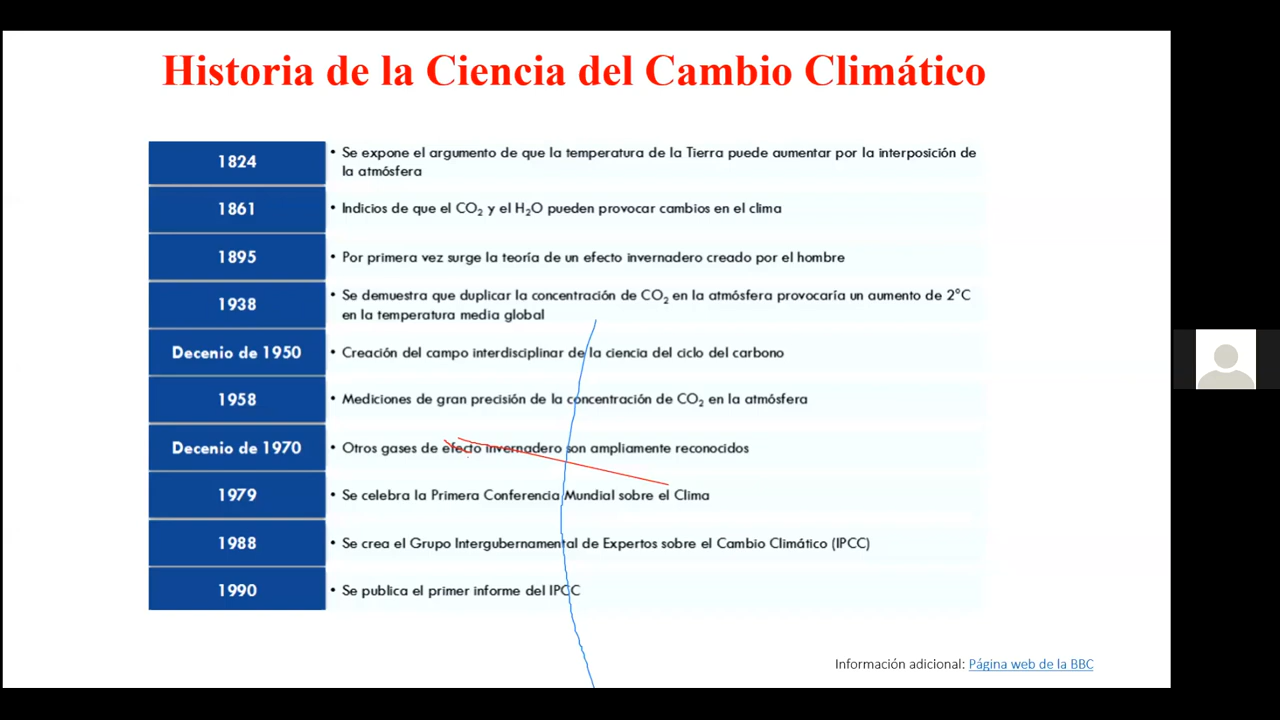 Historia de la Ciencia del Cambio Climático
1824
• Se expone el argumento de que la temperatura de la Tierra puede aumentar por la interposición de
la atmósfera
1861
• Indicios de que el CO₂ y el H₂O pueden provocar cambios en el clima
1895
• Por primera vez surge la teoría de un efecto invernadero creado por el hombre
1938
• Se demuestra que duplicar la concentración de CO₂ en la atmósfera provocaría un aumento de 2°C
en la temperatura media global
Decenio de 1950
• Creación del campo interdisciplinar de la ciencia del ciclo del carbono
1958
• Mediciones de gran precisión de la concentración de CO₂ en la atmósfera
Decenio de 1970
• Otros gases de efecto invernadero son ampliamente reconocidos
1979
• Se celebra la Primera Conferencia Mundial sobre el Clima
1988
• Se crea el Grupo Intergubernamental de Expertos sobre el Cambio Climático (IPCC)
1990
• Se publica el primer informe del IPCC
Información adicional: Página web de la BBC